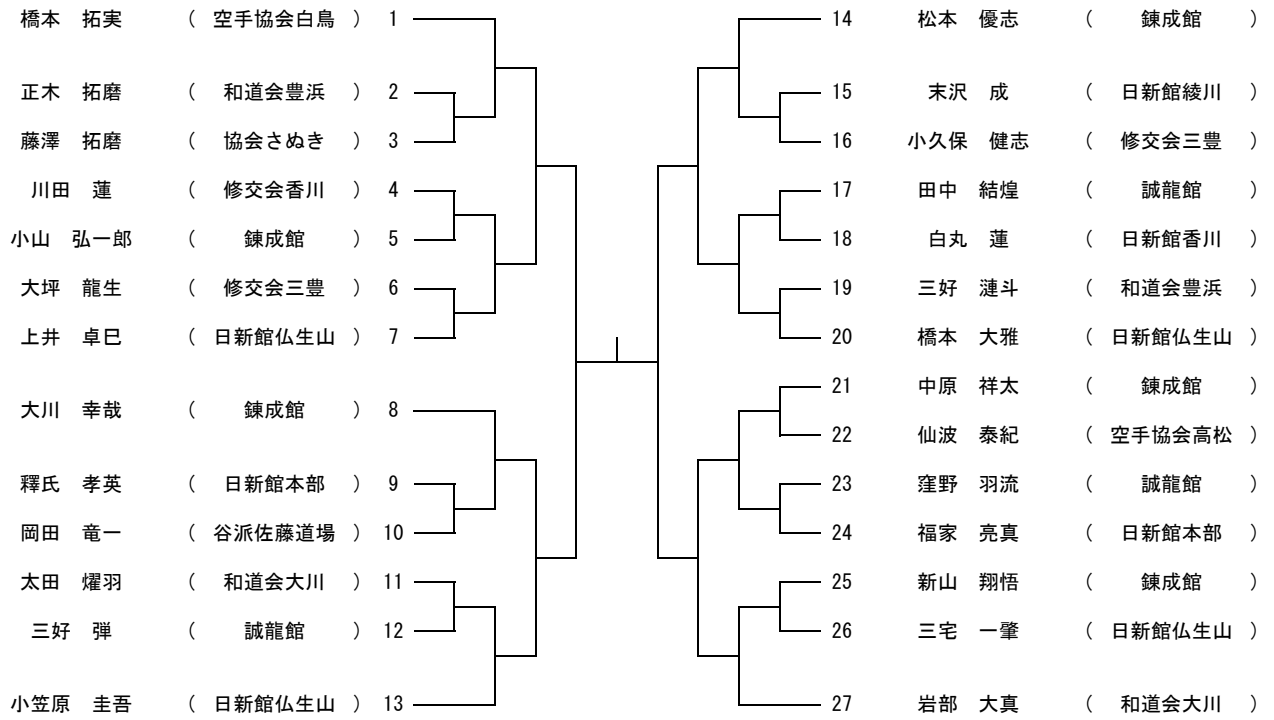 橋本　拓実　（　空手協会白鳥　）　1
正木　拓磨　（　和道会豊浜　）　2
藤澤　拓磨　（　協会さぬき　）　3
川田　蓮　（　修交会香川　）　4
小山　弘一郎　（　錬成館　）　5
大坪　龍生　（　修交会三豊　）　6
上井　卓巳　（　日新館仏生山　）　7
大川　幸哉　（　錬成館　）　8
釋氏　孝英　（　日新館本部　）　9
岡田　竜一　（　谷派佐藤道場　）　10
太田　燿羽　（　和道会大川　）　11
三好　弾　（　誠龍館　）　12
小笠原　圭吾　（　日新館仏生山　）　13
14　松本　優志　（　錬成館　）
15　末沢　成　（　日新館綾川　）
16　小久保　健志　（　修交会三豊　）
17　田中　結煌　（　誠龍館　）
18　白丸　蓮　（　日新館香川　）
19　三好　漣斗　（　和道会豊浜　）
20　橋本　大雅　（　日新館仏生山　）
21　中原　祥太　（　錬成館　）
22　仙波　泰紀　（　空手協会高松　）
23　窪野　羽流　（　誠龍館　）
24　福家　亮真　（　日新館本部　）
25　新山　翔悟　（　錬成館　）
26　三宅　一肇　（　日新館仏生山　）
27　岩部　大真　（　和道会大川　）